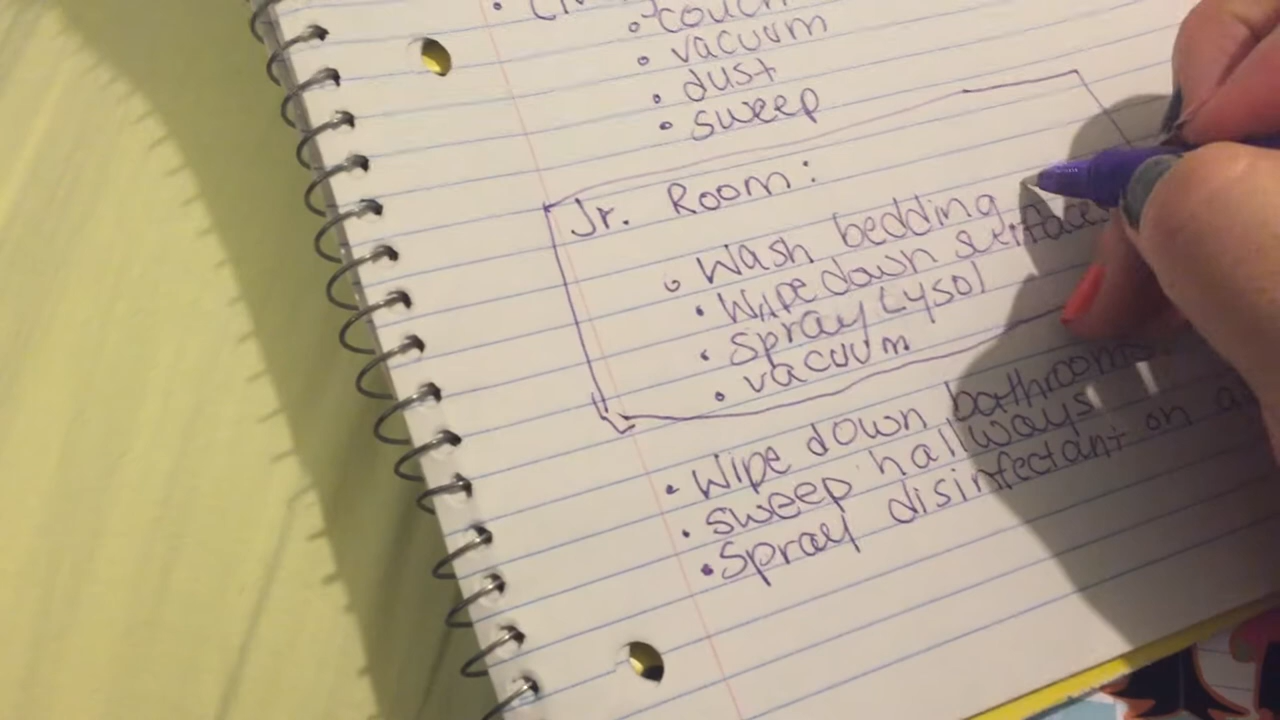 • couch
• vacuum
• dust
• sweep
Jr. Room:
• Wash bedding
• Wipe down surfaces
• Spray Lysol
• vacuum
• Wipe down bathrooms
• sweep hallways
• Spray disinfectant on